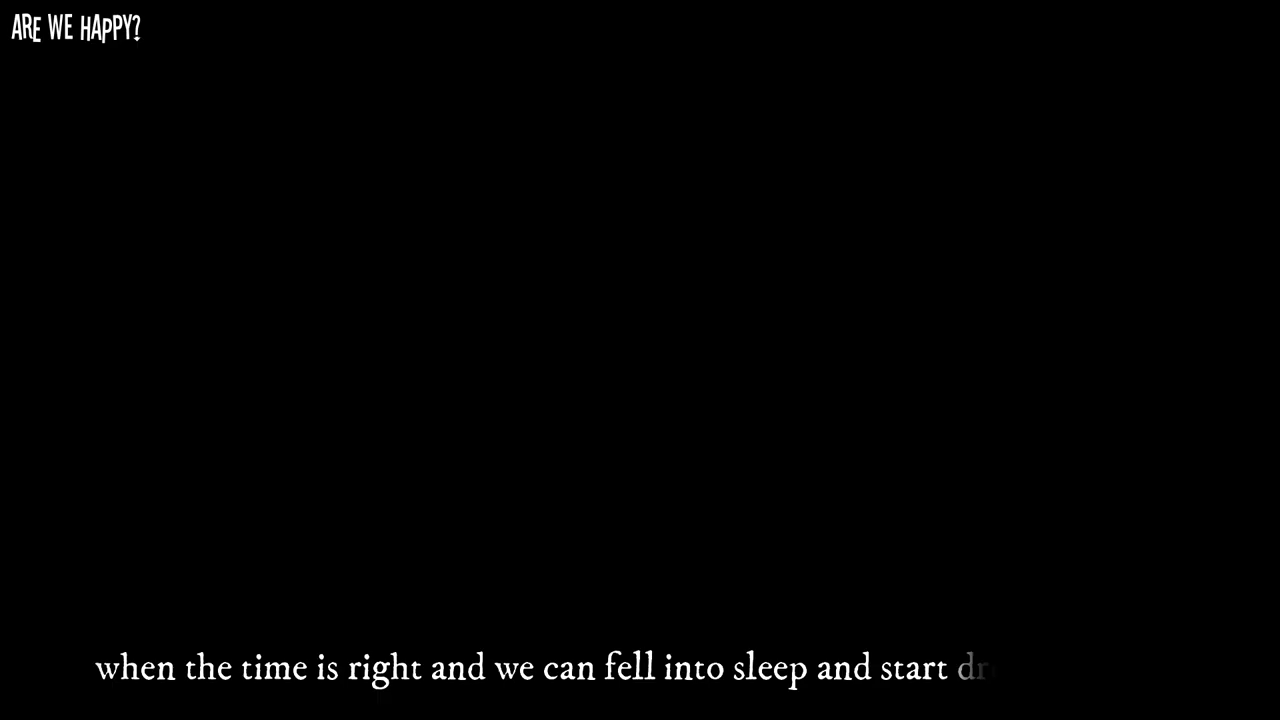 ARE WE HAPPY?
when the time is right and we can fell into sleep and start